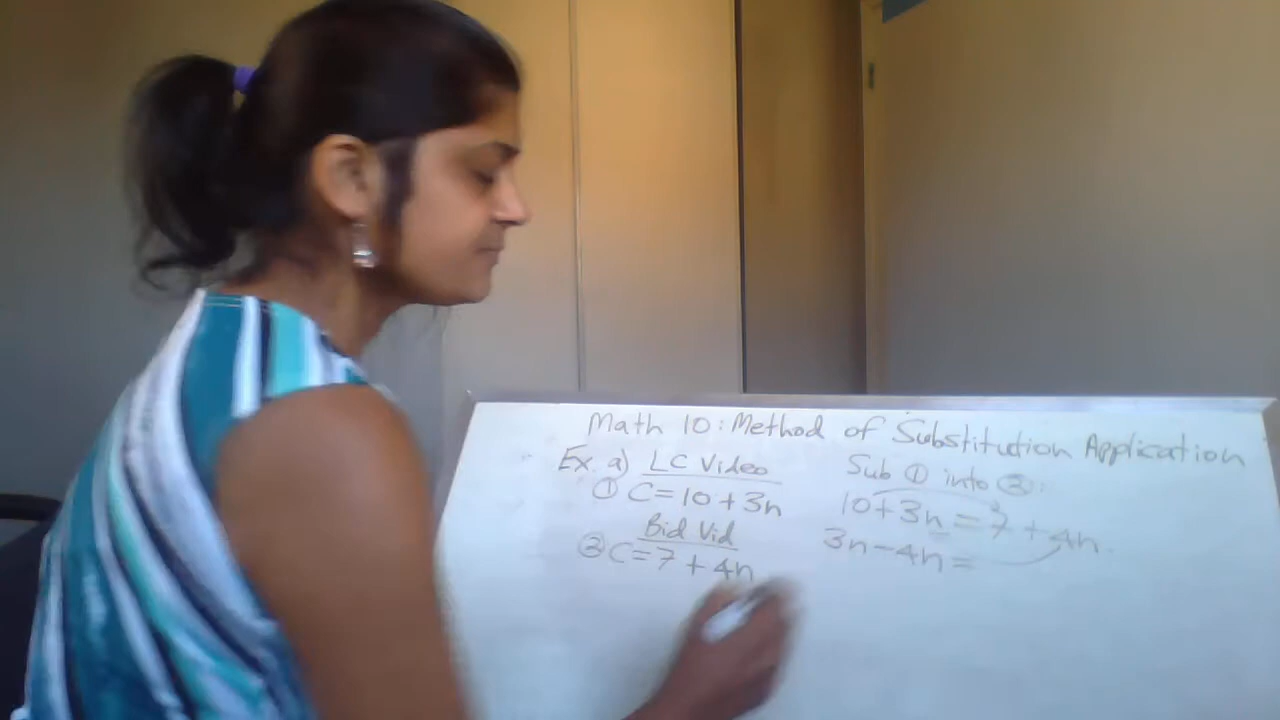 Math 10: Method of Substitution Application
Ex. a) LC Video
① C=10+3n
Bid Vid
② C=7+4n
Sub ① into ②:
10+3n=7+4n
3n-4n=